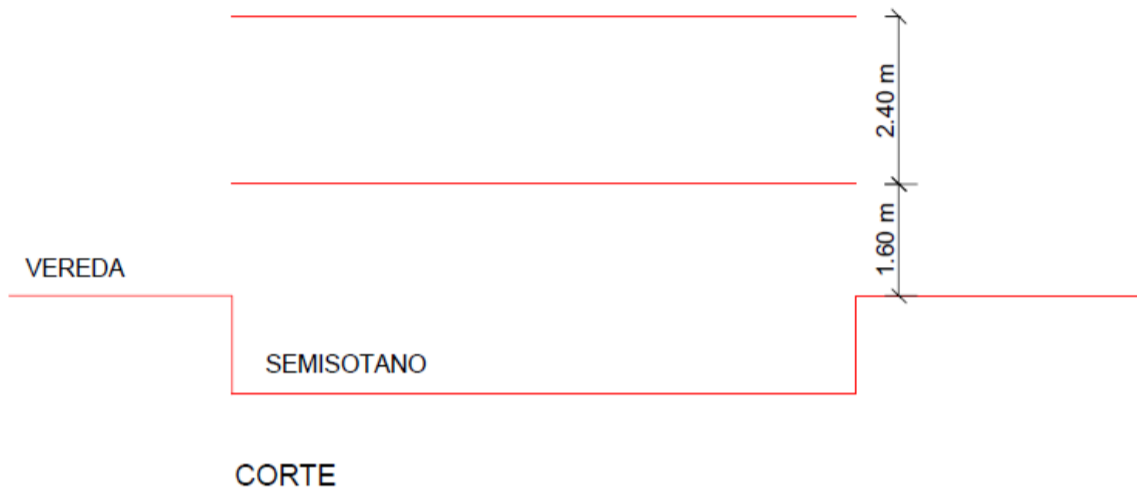 2.40 m
1.60 m
VEREDA
SEMISOTANO
CORTE